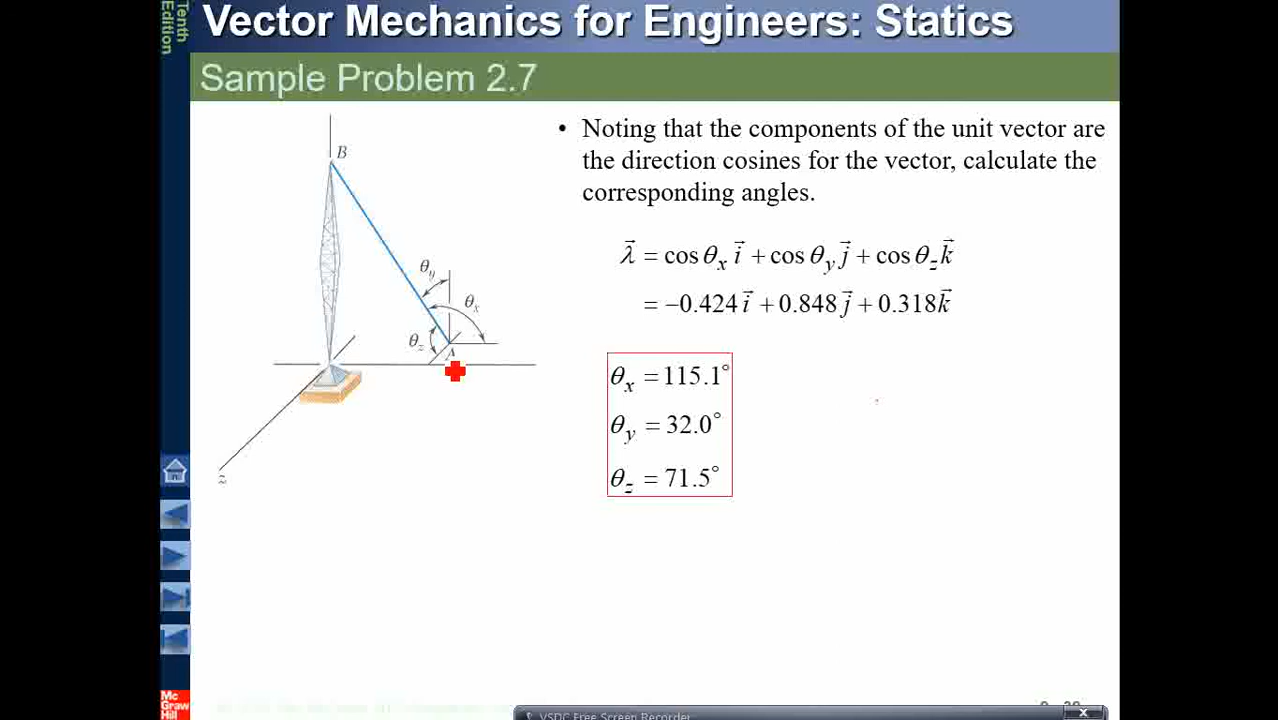 Tenth
Edition
Vector Mechanics for Engineers: Statics
Sample Problem 2.7
• Noting that the components of the unit vector are
the direction cosines for the vector, calculate the
corresponding angles.
B
θy
θx
θz
A
z
λ⃗ = cos θx i⃗ + cos θy j⃗ + cos θz k⃗
= −0.424 i⃗ + 0.848 j⃗ + 0.318 k⃗
θx = 115.1°
θy = 32.0°
θz = 71.5°
Mc
Graw
Hill
VSDC Free Screen Recorder